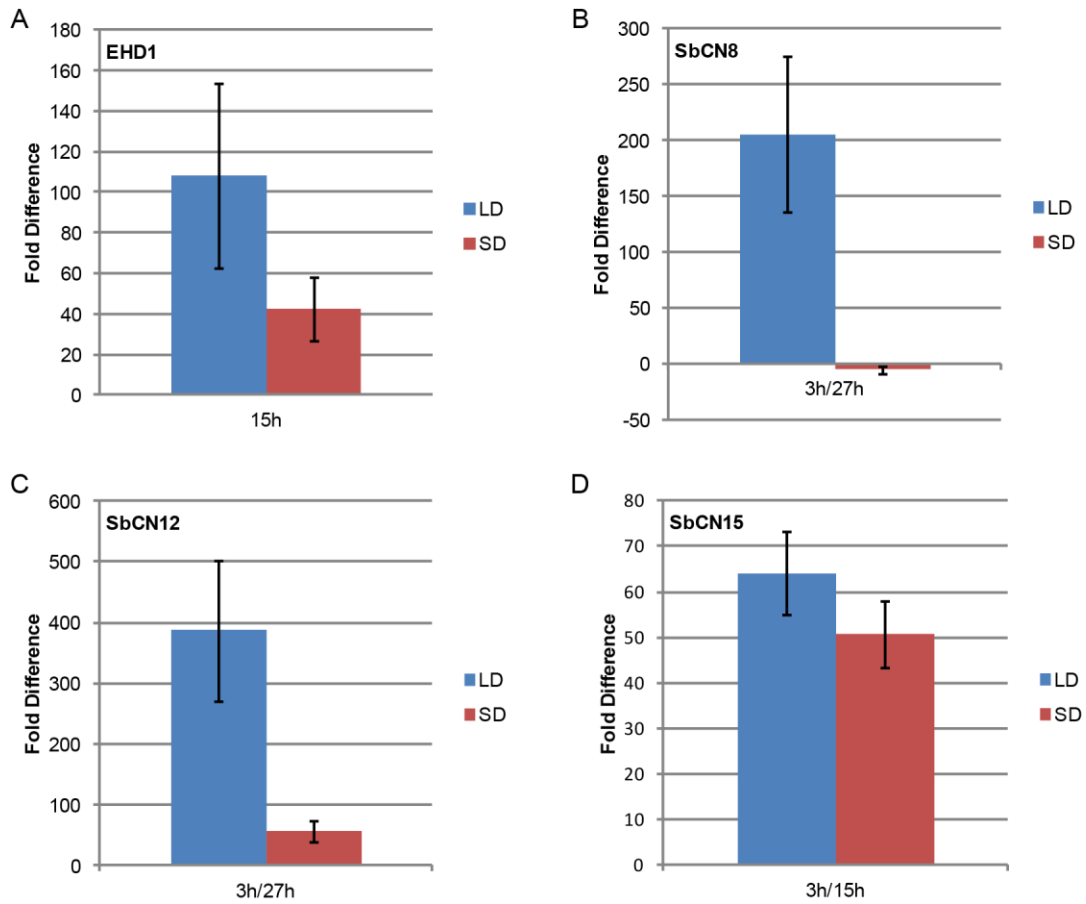 A
EHD1
Fold Difference
180
160
140
120
100
80
60
40
20
0
15h
LD
SD
B
SbCN8
Fold Difference
300
250
200
150
100
50
0
-50
3h/27h
LD
SD
C
SbCN12
Fold Difference
600
500
400
300
200
100
0
3h/27h
LD
SD
D
SbCN15
Fold Difference
80
70
60
50
40
30
20
10
0
3h/15h
LD
SD